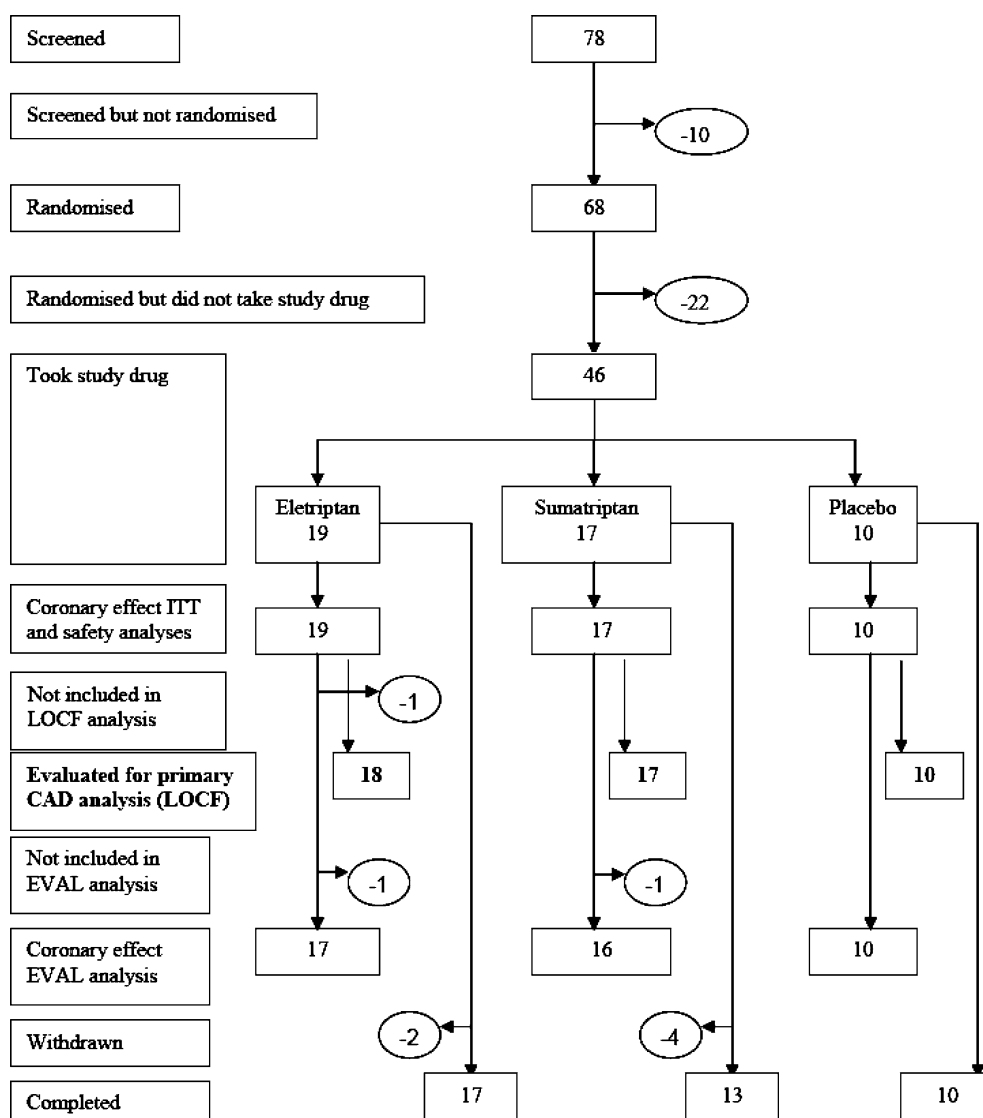 Screened
78
Screened but not randomised
-10
Randomised
68
Randomised but did not take study drug
-22
Took study drug
46
Eletriptan
19
Sumatriptan
17
Placebo
10
Coronary effect ITT
and safety analyses
19
17
10
Not included in
LOCF analysis
-1
Evaluated for primary
CAD analysis (LOCF)
18
17
10
Not included in
EVAL analysis
-1
-1
Coronary effect
EVAL analysis
17
16
10
Withdrawn
-2
-4
Completed
17
13
10